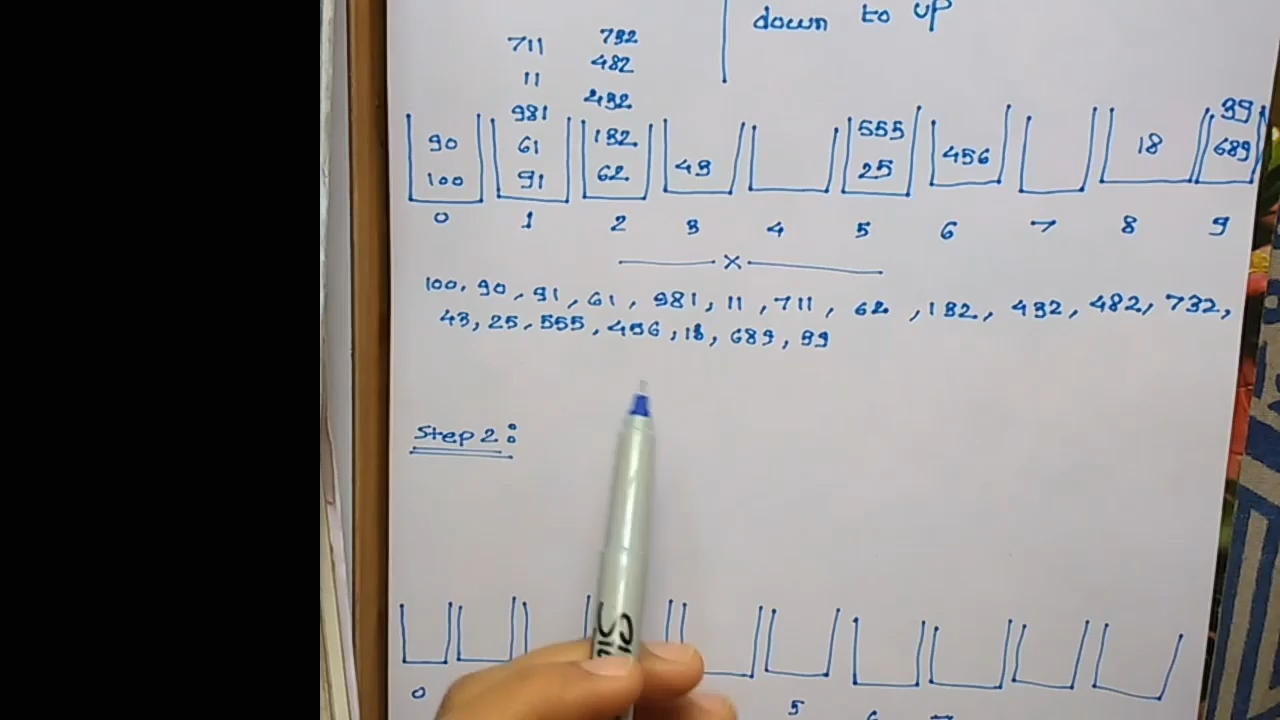 down to up
711 732
11 482
981 432 39
90 61 132 555 18 689
100 91 62 43 25 456
0 1 2 3 4 5 6 7 8 9
x
100, 90, 91, 61, 981, 11, 711, 62, 132, 432, 482, 732,
43, 25, 555, 456, 18, 689, 39
Step 2:
0 5